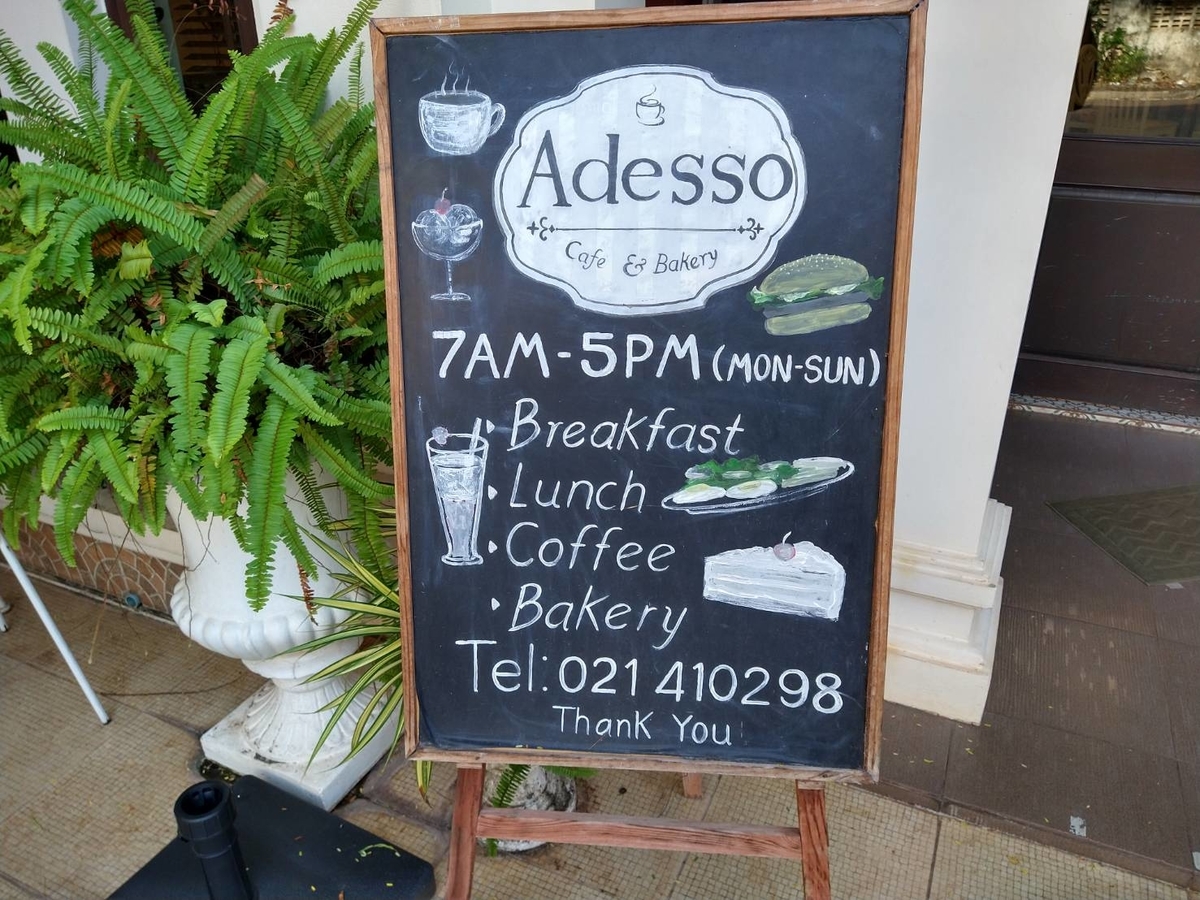 Adesso
Cafe & Bakery
7AM-5PM (MON-SUN)
Breakfast
Lunch
Coffee
Bakery
Tel: 021 410298
Thank You